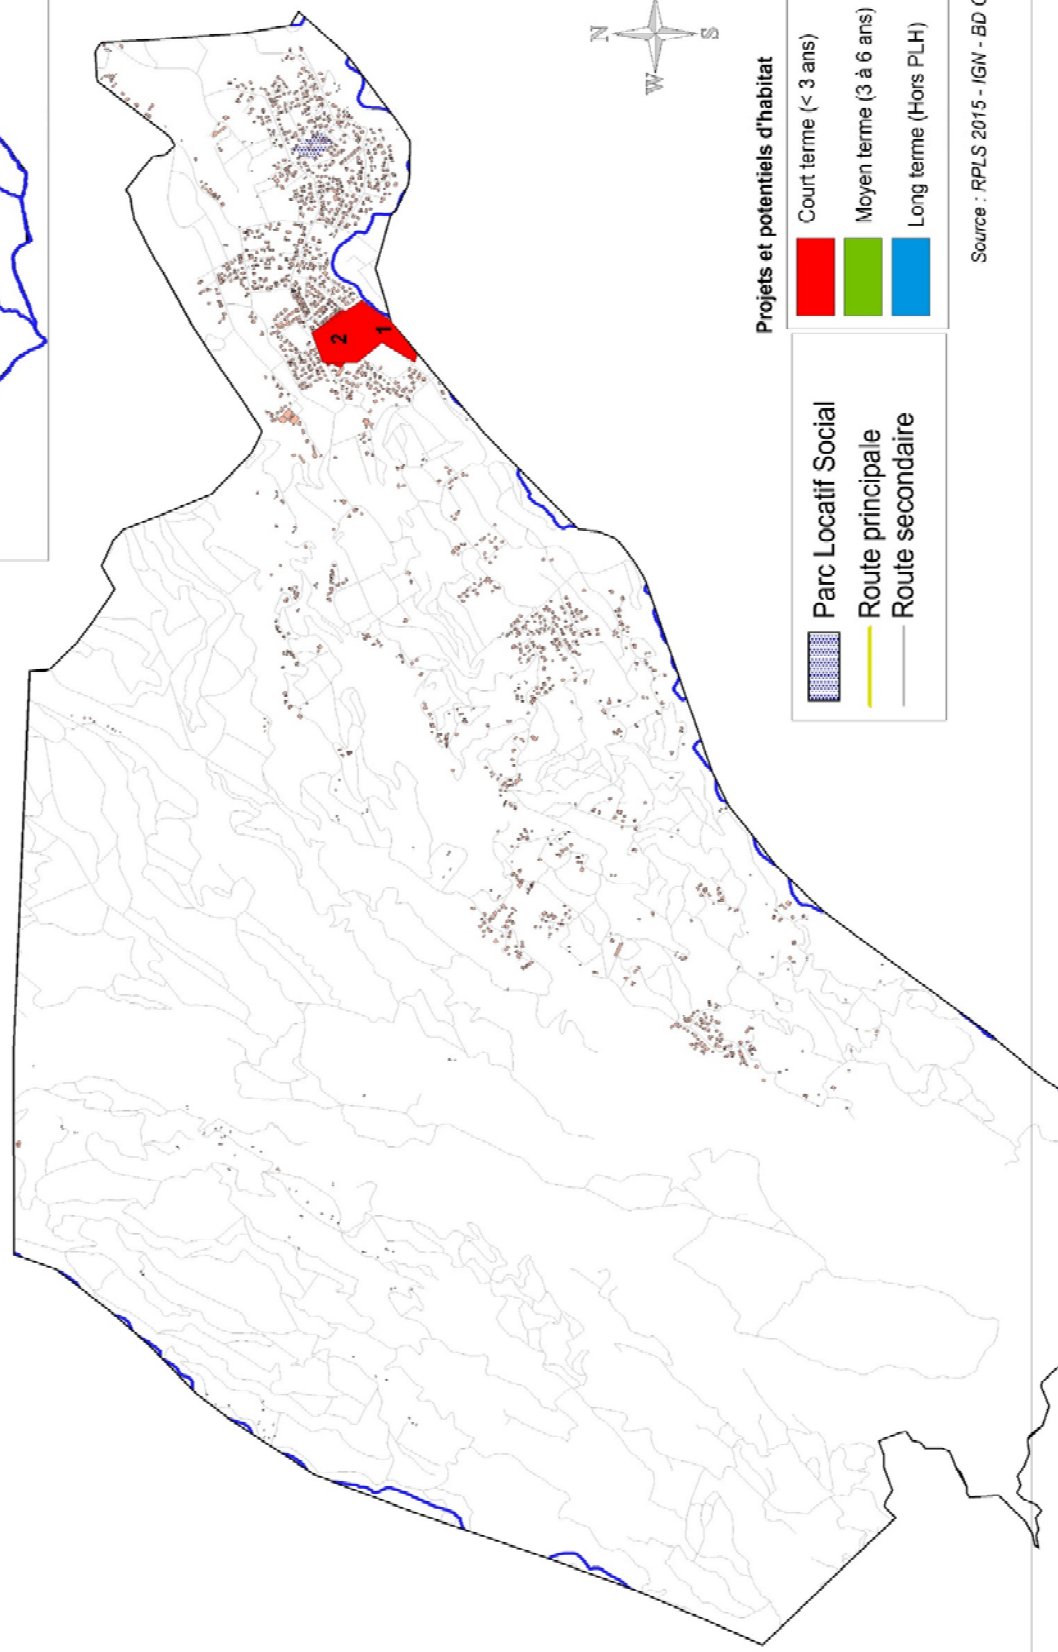 2
1
N
W
S
Projets et potentiels d'habitat
Court terme (< 3 ans)
Moyen terme (3 à 6 ans)
Long terme (Hors PLH)
Parc Locatif Social
Route principale
Route secondaire
Source : RPLS 2015 - IGN - BD